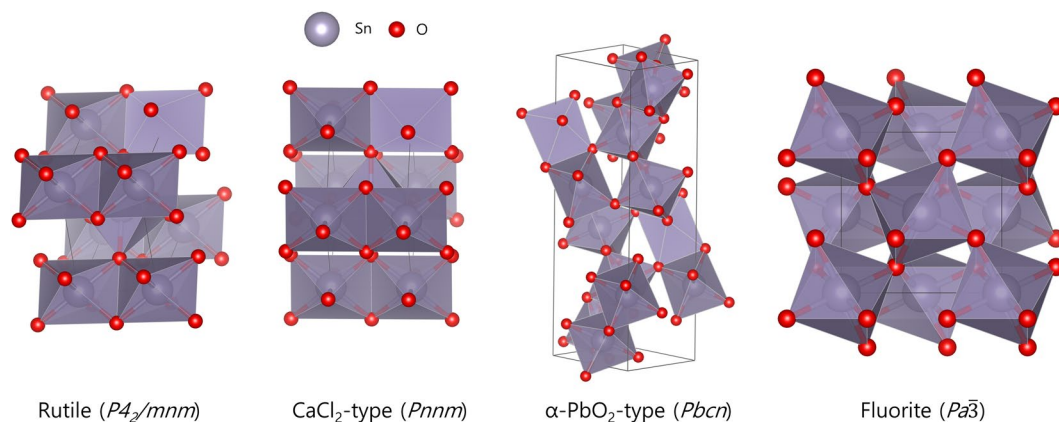 Sn O
Rutile (P4₂/mnm)
CaCl₂-type (Pnnm)
α-PbO₂-type (Pbcn)
Fluorite (Pa3̅)